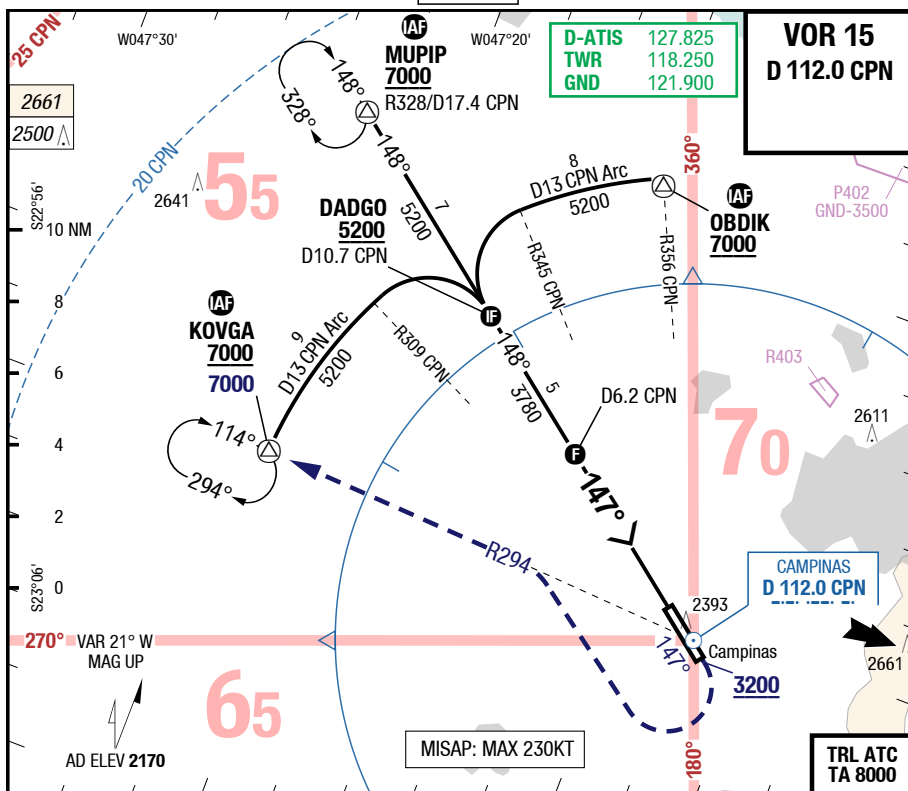 25 CPN
W047°30'
IAF
MUPIP
7000
R328/D17.4 CPN
W047°20'
D-ATIS 127.825
TWR 118.250
GND 121.900
VOR 15
D 112.0 CPN
2661
2500
148°
328°
20 CPN
55
2641
148°
7
5200
8
D13 CPN Arc
5200
360°
P402
GND-3500
S22°56'
10 NM
DADGO
5200
D10.7 CPN
IAF
OBDIK
7000
R345 CPN
R356 CPN
8
IAF
KOVGA
7000
7000
9
D13 CPN Arc
5200
R309 CPN
IF
148°
5
3780
R403
6
D6.2 CPN
2611
4
114°
294°
F
70
147°
2
R294
S23°06'
0
CAMPINAS
D 112.0 CPN
2393
270°
VAR 21° W
MAG UP
147°
Campinas
2661
3200
65
AD ELEV 2170
MISAP: MAX 230KT
180°
TRL ATC
TA 8000